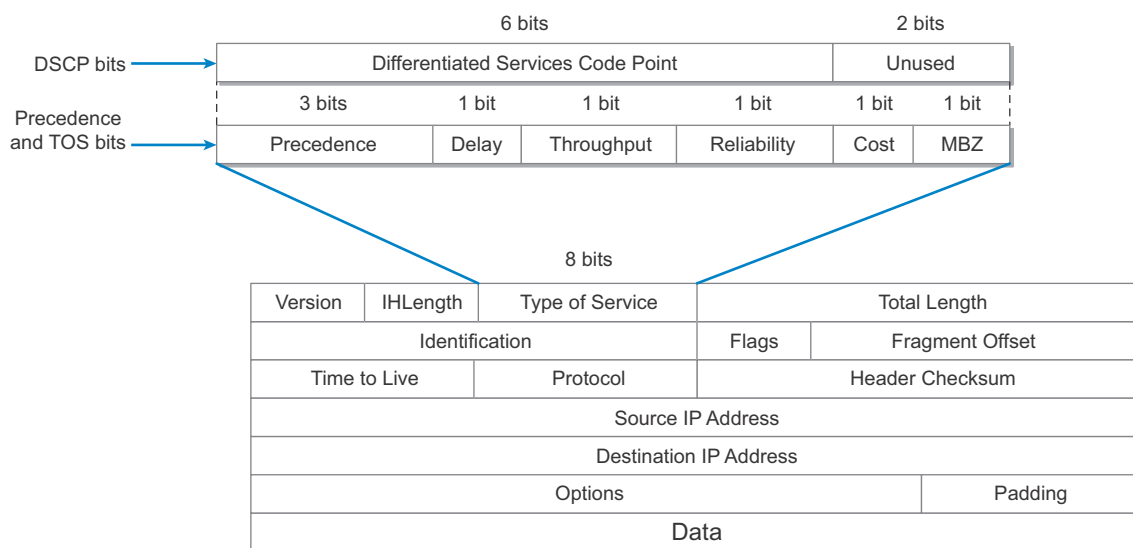 6 bits 2 bits
DSCP bits Differentiated Services Code Point Unused
3 bits 1 bit 1 bit 1 bit 1 bit 1 bit
Precedence
and TOS bits Precedence Delay Throughput Reliability Cost MBZ
8 bits
Version IHLength Type of Service Total Length
Identification Flags Fragment Offset
Time to Live Protocol Header Checksum
Source IP Address
Destination IP Address
Options Padding
Data